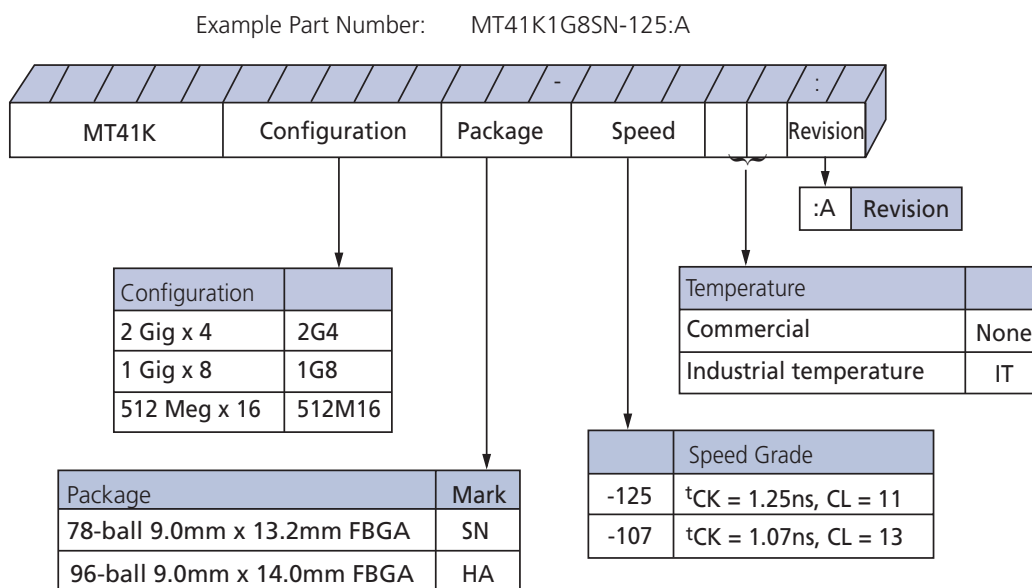 Example Part Number: MT41K1G8SN-125:A
- :
MT41K Configuration Package Speed Revision
:A Revision
Configuration
2 Gig x 4 2G4
1 Gig x 8 1G8
512 Meg x 16 512M16
Temperature
Commercial None
Industrial temperature IT
Package Mark
78-ball 9.0mm x 13.2mm FBGA SN
96-ball 9.0mm x 14.0mm FBGA HA
Speed Grade
-125 tCK = 1.25ns, CL = 11
-107 tCK = 1.07ns, CL = 13